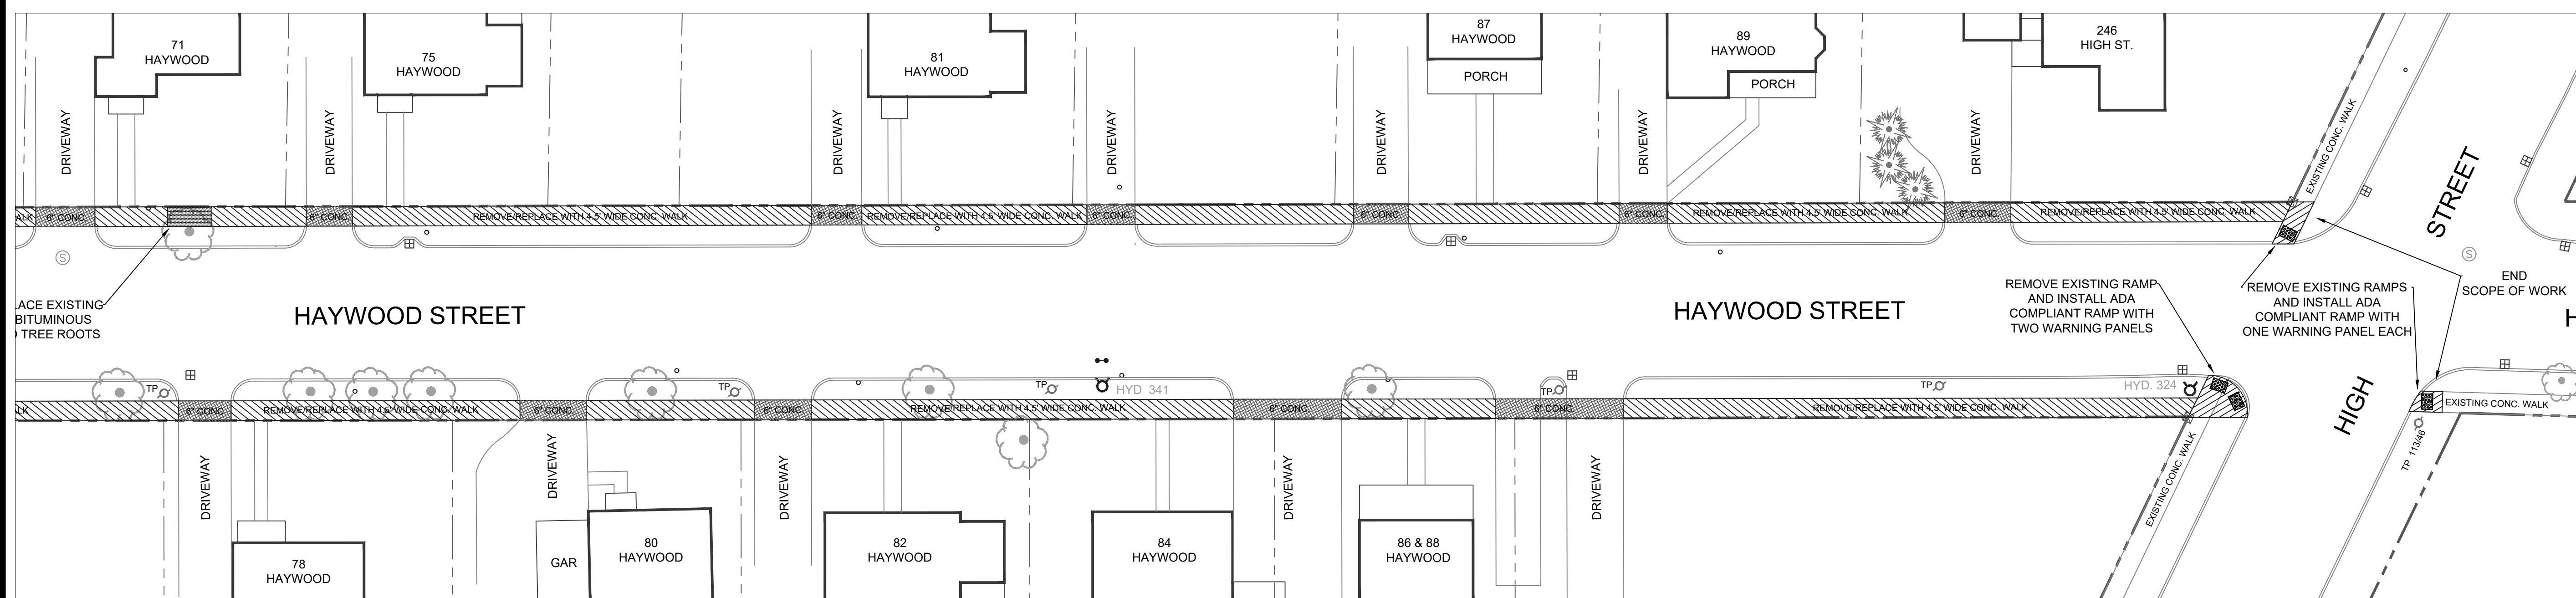 71
HAYWOOD
75
HAYWOOD
81
HAYWOOD
87
HAYWOOD
PORCH
89
HAYWOOD
PORCH
246
HIGH ST.
DRIVEWAY
DRIVEWAY
DRIVEWAY
DRIVEWAY
DRIVEWAY
DRIVEWAY
DRIVEWAY
EXISTING CONC. WALK
STREET
ALK
6" CONC.
6" CONC.
REMOVE/REPLACE WITH 4.5' WIDE CONC. WALK
6" CONC.
REMOVE/REPLACE WITH 4.5' WIDE CONC. WALK
6" CONC.
6" CONC.
6" CONC.
REMOVE/REPLACE WITH 4.5' WIDE CONC. WALK
6" CONC.
REMOVE/REPLACE WITH 4.5' WIDE CONC. WALK
S
S
LACE EXISTING
BITUMINOUS
TREE ROOTS
HAYWOOD STREET
HAYWOOD STREET
REMOVE EXISTING RAMP
AND INSTALL ADA
COMPLIANT RAMP WITH
TWO WARNING PANELS
REMOVE EXISTING RAMPS
AND INSTALL ADA
COMPLIANT RAMP WITH
ONE WARNING PANEL EACH
END
SCOPE OF WORK
H
TP
TP
TP
HYD 341
TP
TP
HYD. 324
LK
6" CONC.
REMOVE/REPLACE WITH 4.5' WIDE CONC. WALK
6" CONC.
6" CONC.
REMOVE/REPLACE WITH 4.5' WIDE CONC. WALK
6" CONC.
6" CONC.
REMOVE/REPLACE WITH 4.5' WIDE CONC. WALK
HIGH
EXISTING CONC. WALK
TP 113/46
EXISTING CONC. WALK
DRIVEWAY
DRIVEWAY
DRIVEWAY
DRIVEWAY
DRIVEWAY
78
HAYWOOD
GAR
80
HAYWOOD
82
HAYWOOD
84
HAYWOOD
86 & 88
HAYWOOD